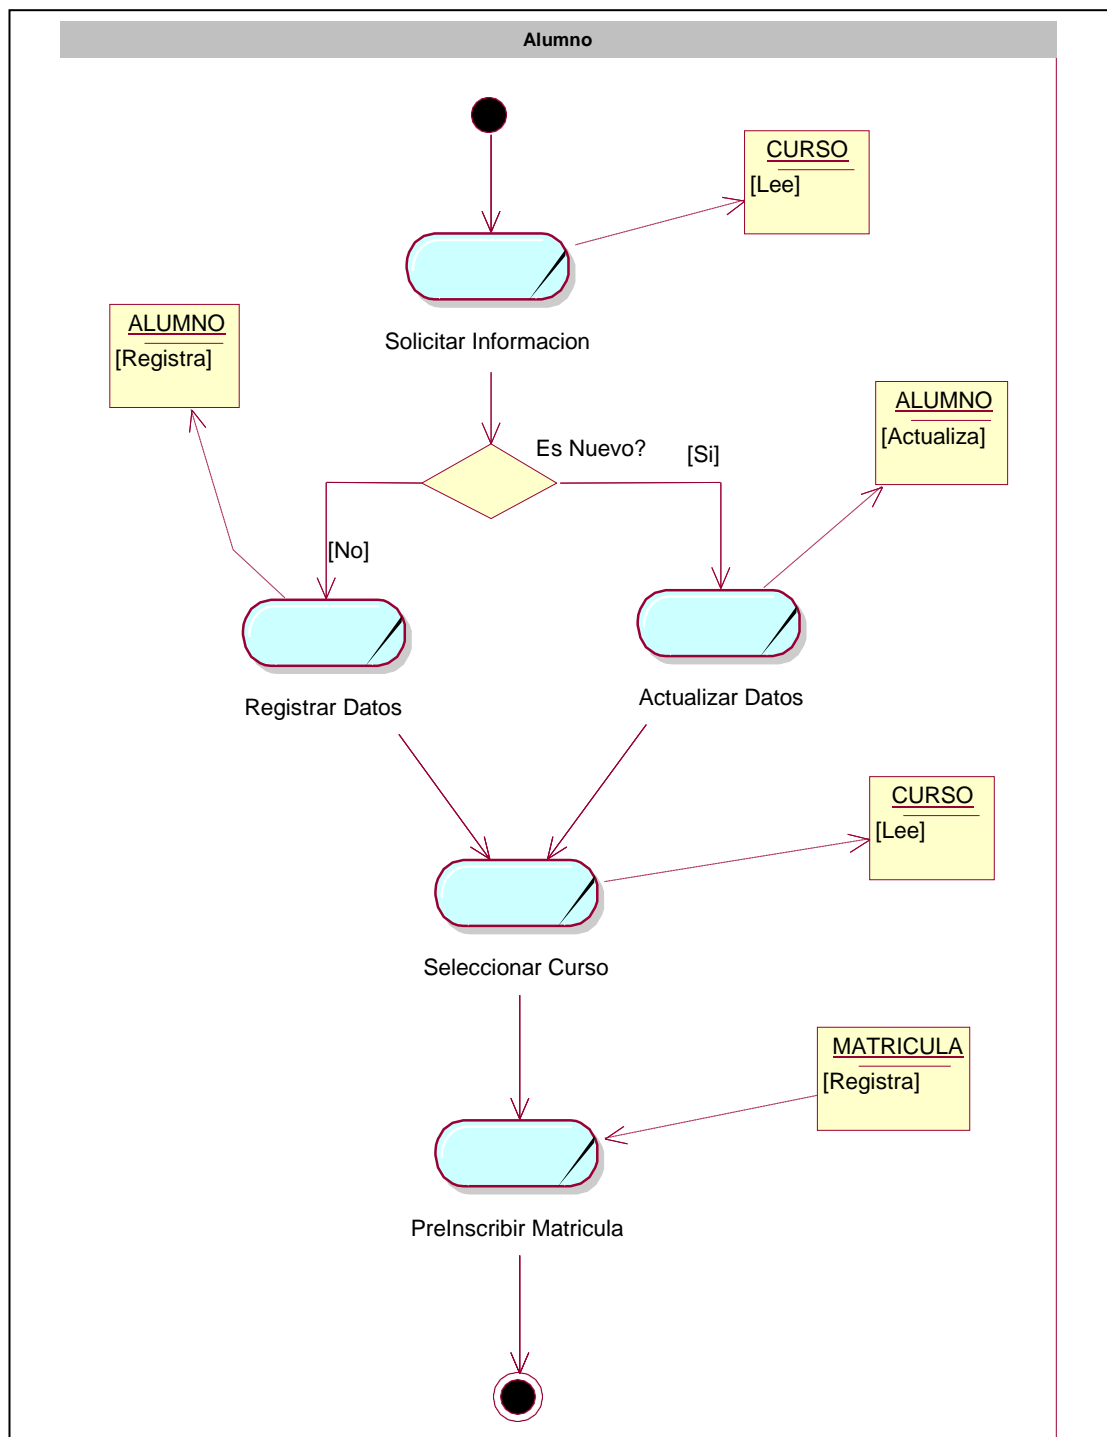 Alumno
CURSO
[Lee]
Solicitar Informacion
ALUMNO
[Registra]
ALUMNO
[Actualiza]
Es Nuevo?
[Si]
[No]
Registrar Datos
Actualizar Datos
CURSO
[Lee]
Seleccionar Curso
MATRICULA
[Registra]
PreInscribir Matricula